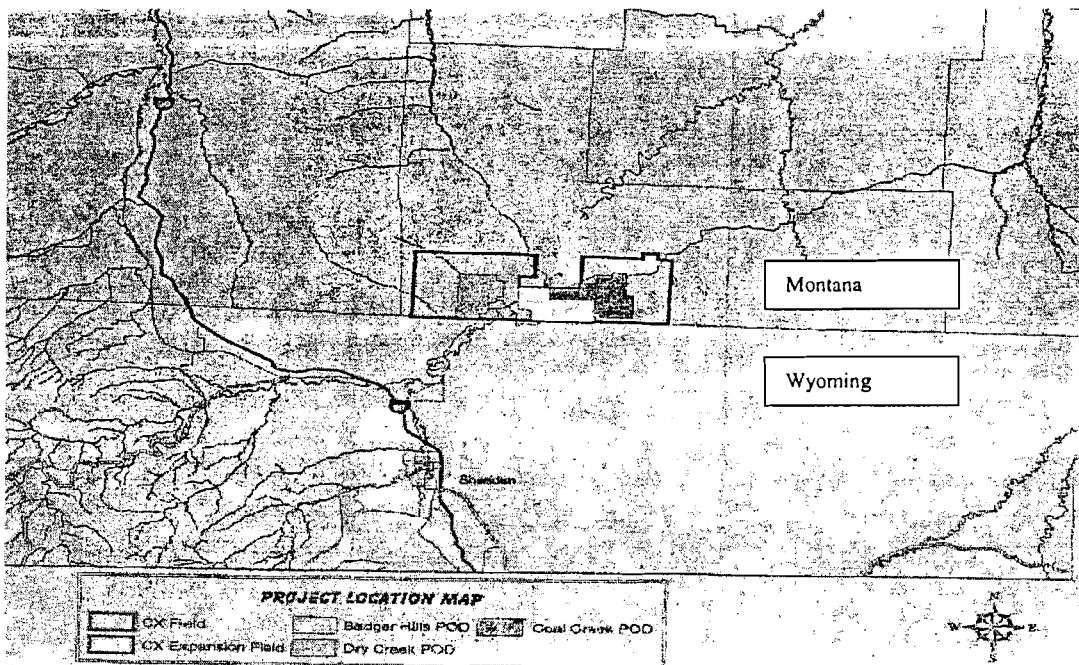 Montana
Wyoming
Sheridan
PROJECT LOCATION MAP
CX Field
Badger Hills POD
Coal Creek POD
CX Expansion Field
Dry Creek POD
N
W
E
S